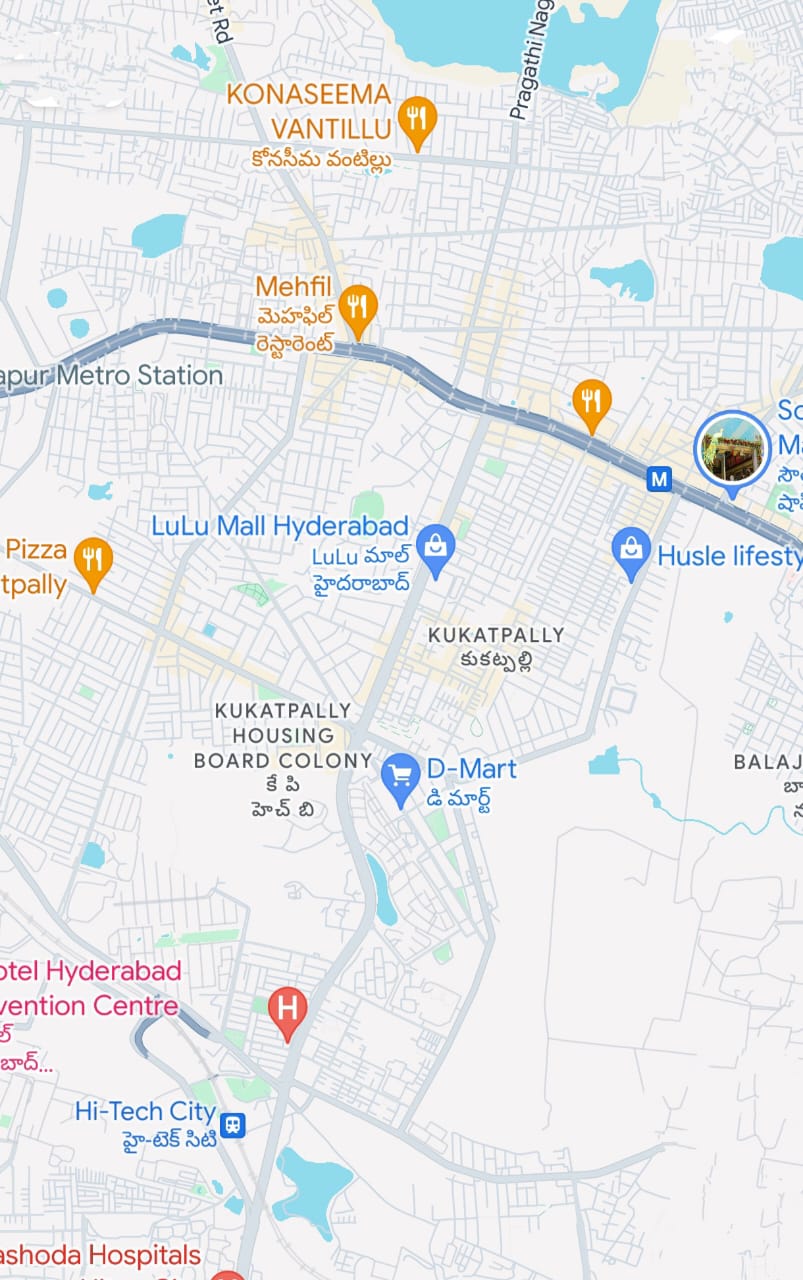 et Rd
Pragathi Nag
KONASEEMA
VANTILLU
కోనసీమ వంటిల్లు
Mehfil
మెహఫిల్
రెస్టారెంట్
apur Metro Station
So
Ma
సౌత
షాపి
M
LuLu Mall Hyderabad
LuLu మాల్
హైదరాబాద్
Pizza
tpally
Husle lifesty
KUKATPALLY
కుకట్పల్లి
KUKATPALLY
HOUSING
BOARD COLONY
కే పి
హెచ్ బి
D-Mart
డి మార్ట్
BALAJ
బా
న
otel Hyderabad
vention Centre
ల్
బాద్...
H
Hi-Tech City
హై-టెక్ సిటి
ashoda Hospitals